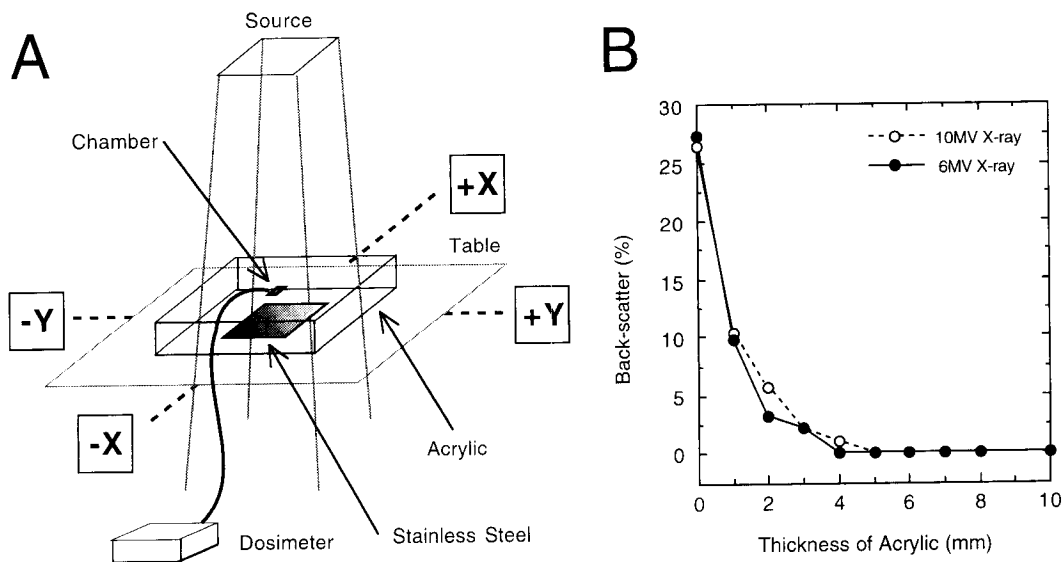 A
Source
Chamber
+X
Table
-Y
+Y
-X
Acrylic
Stainless Steel
Dosimeter
B
30
25
20
15
10
5
0
Back-scatter (%)
10MV X-ray
6MV X-ray
0 2 4 6 8 10
Thickness of Acrylic (mm)